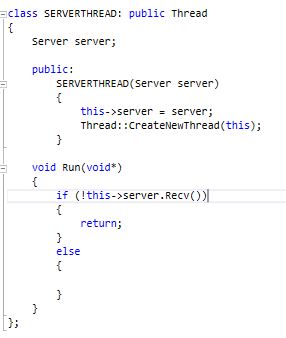 class SERVERTHREAD: public Thread
{
    Server server;

    public:
        SERVERTHREAD(Server server)
        {
            this->server = server;
            Thread::CreateNewThread(this);
        }

    void Run(void*)
    {
        if (!this->server.Recv())
        {
            return;
        }
        else
        {

        }
    }
};